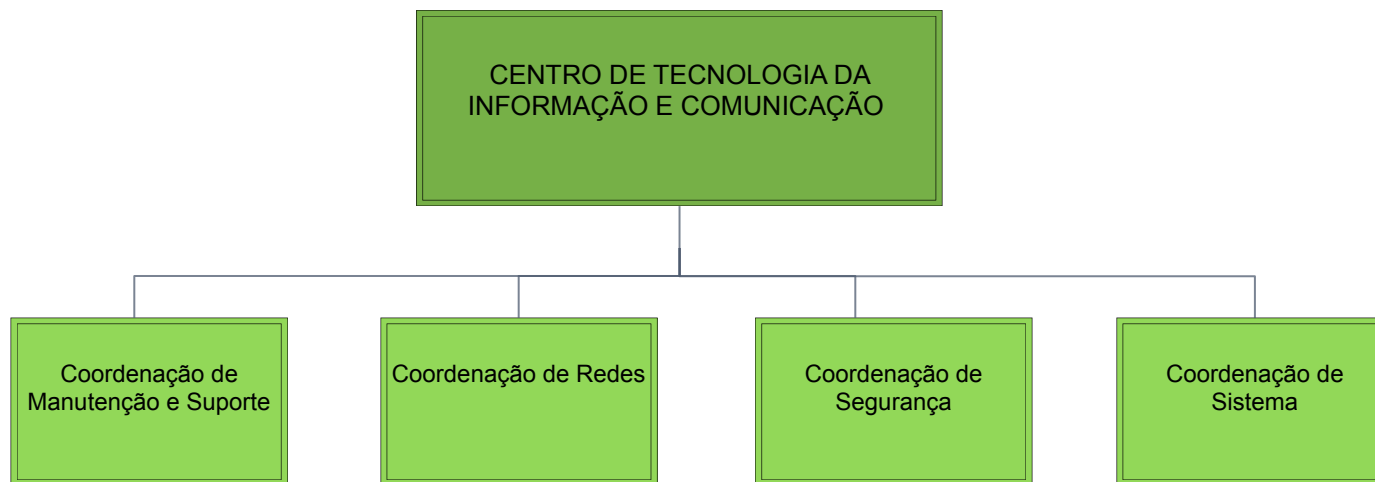 CENTRO DE TECNOLOGIA DA
INFORMAÇÃO E COMUNICAÇÃO
Coordenação de
Manutenção e Suporte
Coordenação de Redes
Coordenação de
Segurança
Coordenação de
Sistema